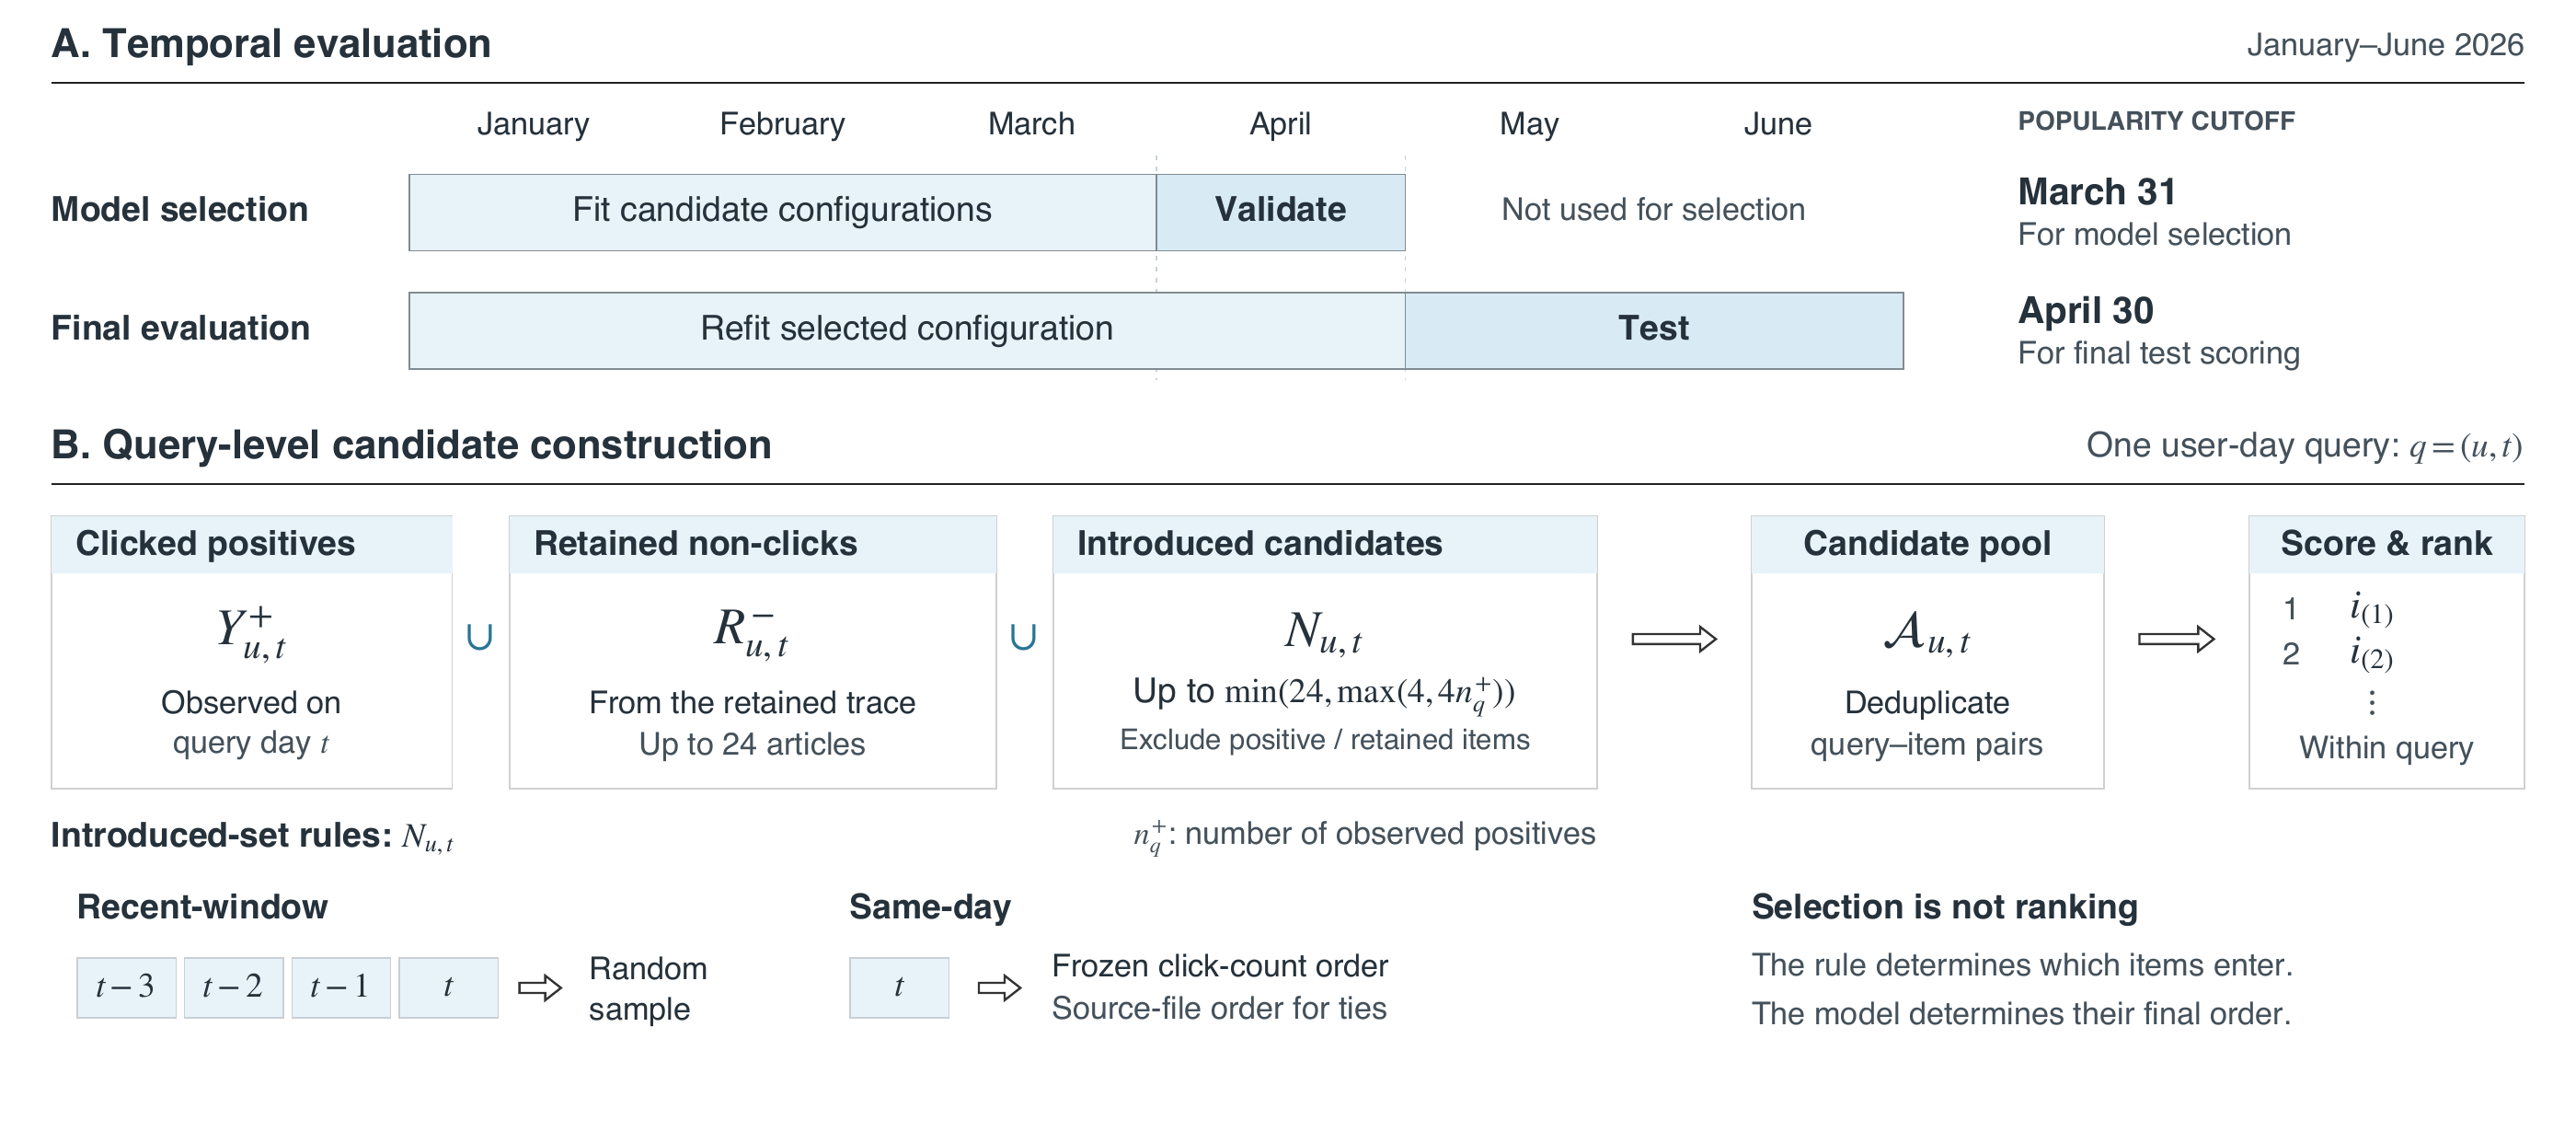 A. Temporal evaluation
January–June 2026
January February March April May June POPULARITY CUTOFF
Model selection
Fit candidate configurations
Validate
Not used for selection
March 31
For model selection
Final evaluation
Refit selected configuration
Test
April 30
For final test scoring
B. Query-level candidate construction
One user-day query: q = (u, t)
Clicked positives
Y⁺_{u, t}
Observed on
query day t
∪
Retained non-clicks
R⁻_{u, t}
From the retained trace
Up to 24 articles
∪
Introduced candidates
N_{u, t}
Up to min(24, max(4, 4n⁺_q))
Exclude positive / retained items
Candidate pool
𝒜_{u, t}
Deduplicate
query–item pairs
Score & rank
1 i_{(1)}
2 i_{(2)}
⋮
Within query
Introduced-set rules: N_{u, t}
n⁺_q: number of observed positives
Recent-window
t − 3 t − 2 t − 1 t
Random
sample
Same-day
t
Frozen click-count order
Source-file order for ties
Selection is not ranking
The rule determines which items enter.
The model determines their final order.